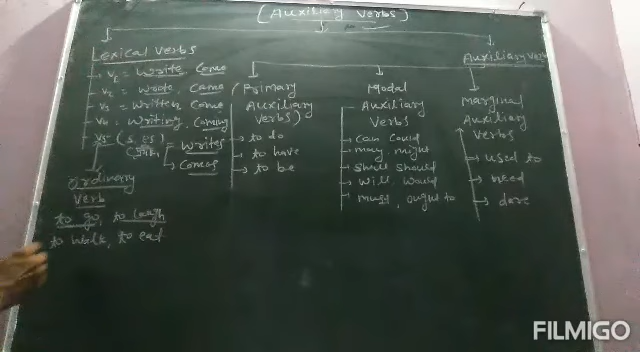 (Auxiliary Verbs)
Lexical Verbs
V1 = Write, Come
V2 = Wrote, Came
V3 = Written, Come
V4 = Writing, Coming
V5 (S, ES)
Writes
Comes
Ordinary
Verb
to go, to laugh
to walk, to eat
Auxiliary Verbs
(Primary
Auxiliary
Verbs)
to do
to have
to be
Modal
Auxiliary
Verbs
Can Could
may, might
Shall Should
Will, Would
must, ought to
Marginal
Auxiliary
Verbs
used to
need
dare
FILMIGO